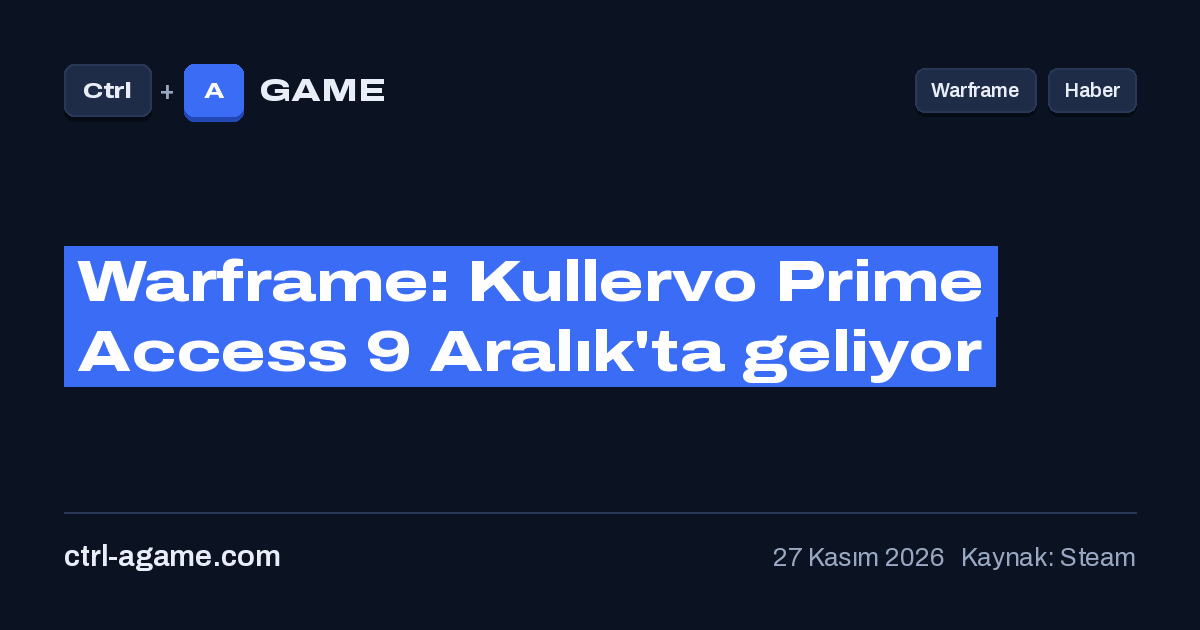 Ctrl + A GAME
Warframe Haber
Warframe: Kullervo Prime
Access 9 Aralık'ta geliyor
ctrl-agame.com
27 Kasım 2026 Kaynak: Steam